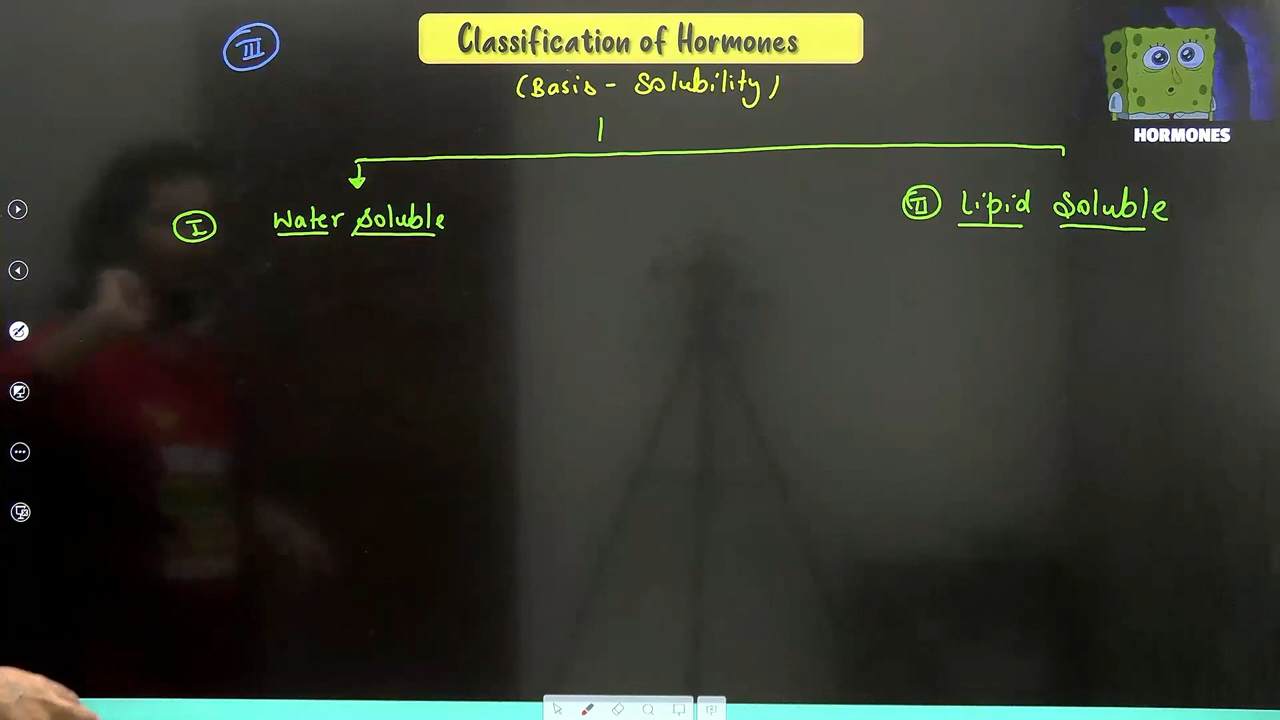 III
Classification of Hormones
(Basis - Solubility)
HORMONES
I Water Soluble
II Lipid Soluble